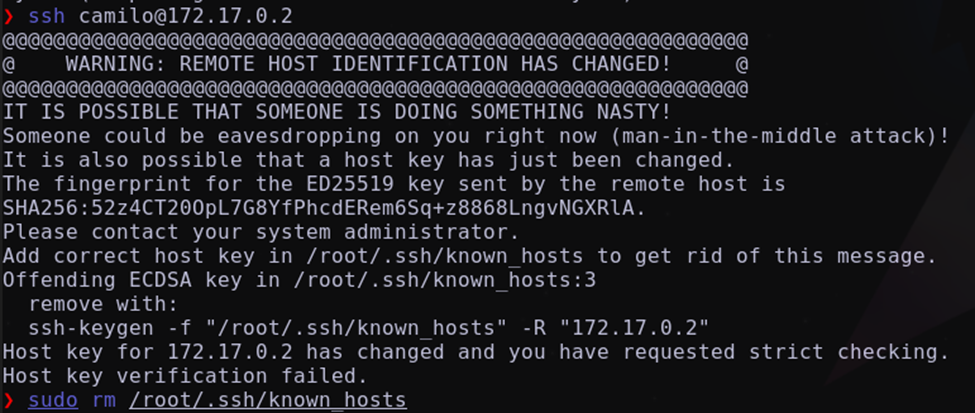 ❯ ssh camilo@172.17.0.2
@@@@@@@@@@@@@@@@@@@@@@@@@@@@@@@@@@@@@@@@@@@@@@@@@@@@@@@@@@@
@    WARNING: REMOTE HOST IDENTIFICATION HAS CHANGED!     @
@@@@@@@@@@@@@@@@@@@@@@@@@@@@@@@@@@@@@@@@@@@@@@@@@@@@@@@@@@@
IT IS POSSIBLE THAT SOMEONE IS DOING SOMETHING NASTY!
Someone could be eavesdropping on you right now (man-in-the-middle attack)!
It is also possible that a host key has just been changed.
The fingerprint for the ED25519 key sent by the remote host is
SHA256:52z4CT20OpL7G8YfPhcdERem6Sq+z8868LngvNGXRlA.
Please contact your system administrator.
Add correct host key in /root/.ssh/known_hosts to get rid of this message.
Offending ECDSA key in /root/.ssh/known_hosts:3
  remove with:
  ssh-keygen -f "/root/.ssh/known_hosts" -R "172.17.0.2"
Host key for 172.17.0.2 has changed and you have requested strict checking.
Host key verification failed.
❯ sudo rm /root/.ssh/known_hosts